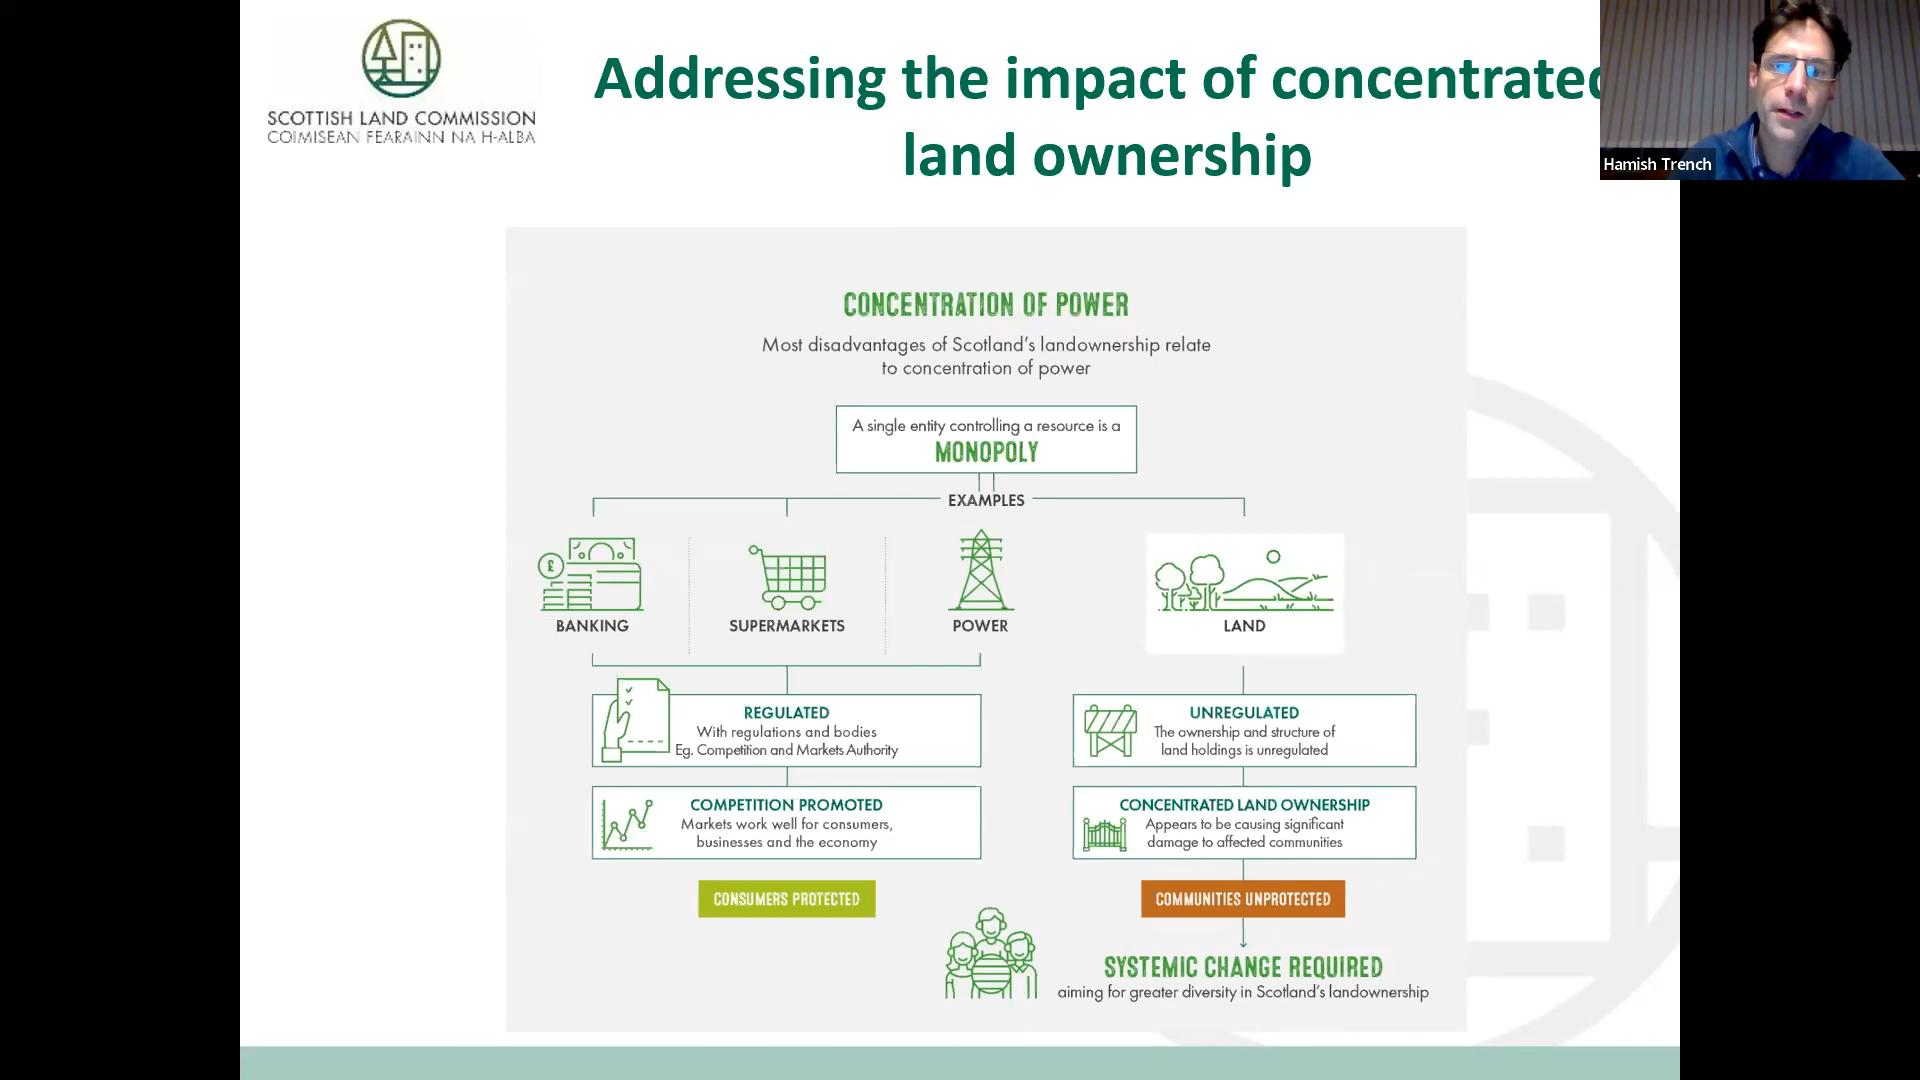 SCOTTISH LAND COMMISSION
COIMISEAN FEARAINN NA H-ALBA
Addressing the impact of concentrated
land ownership
Hamish Trench
CONCENTRATION OF POWER
Most disadvantages of Scotland's landownership relate
to concentration of power
A single entity controlling a resource is a
MONOPOLY
EXAMPLES
£
BANKING
SUPERMARKETS
POWER
LAND
REGULATED
With regulations and bodies
Eg. Competition and Markets Authority
UNREGULATED
The ownership and structure of
land holdings is unregulated
COMPETITION PROMOTED
Markets work well for consumers,
businesses and the economy
CONCENTRATED LAND OWNERSHIP
Appears to be causing significant
damage to affected communities
CONSUMERS PROTECTED
COMMUNITIES UNPROTECTED
SYSTEMIC CHANGE REQUIRED
aiming for greater diversity in Scotland's landownership